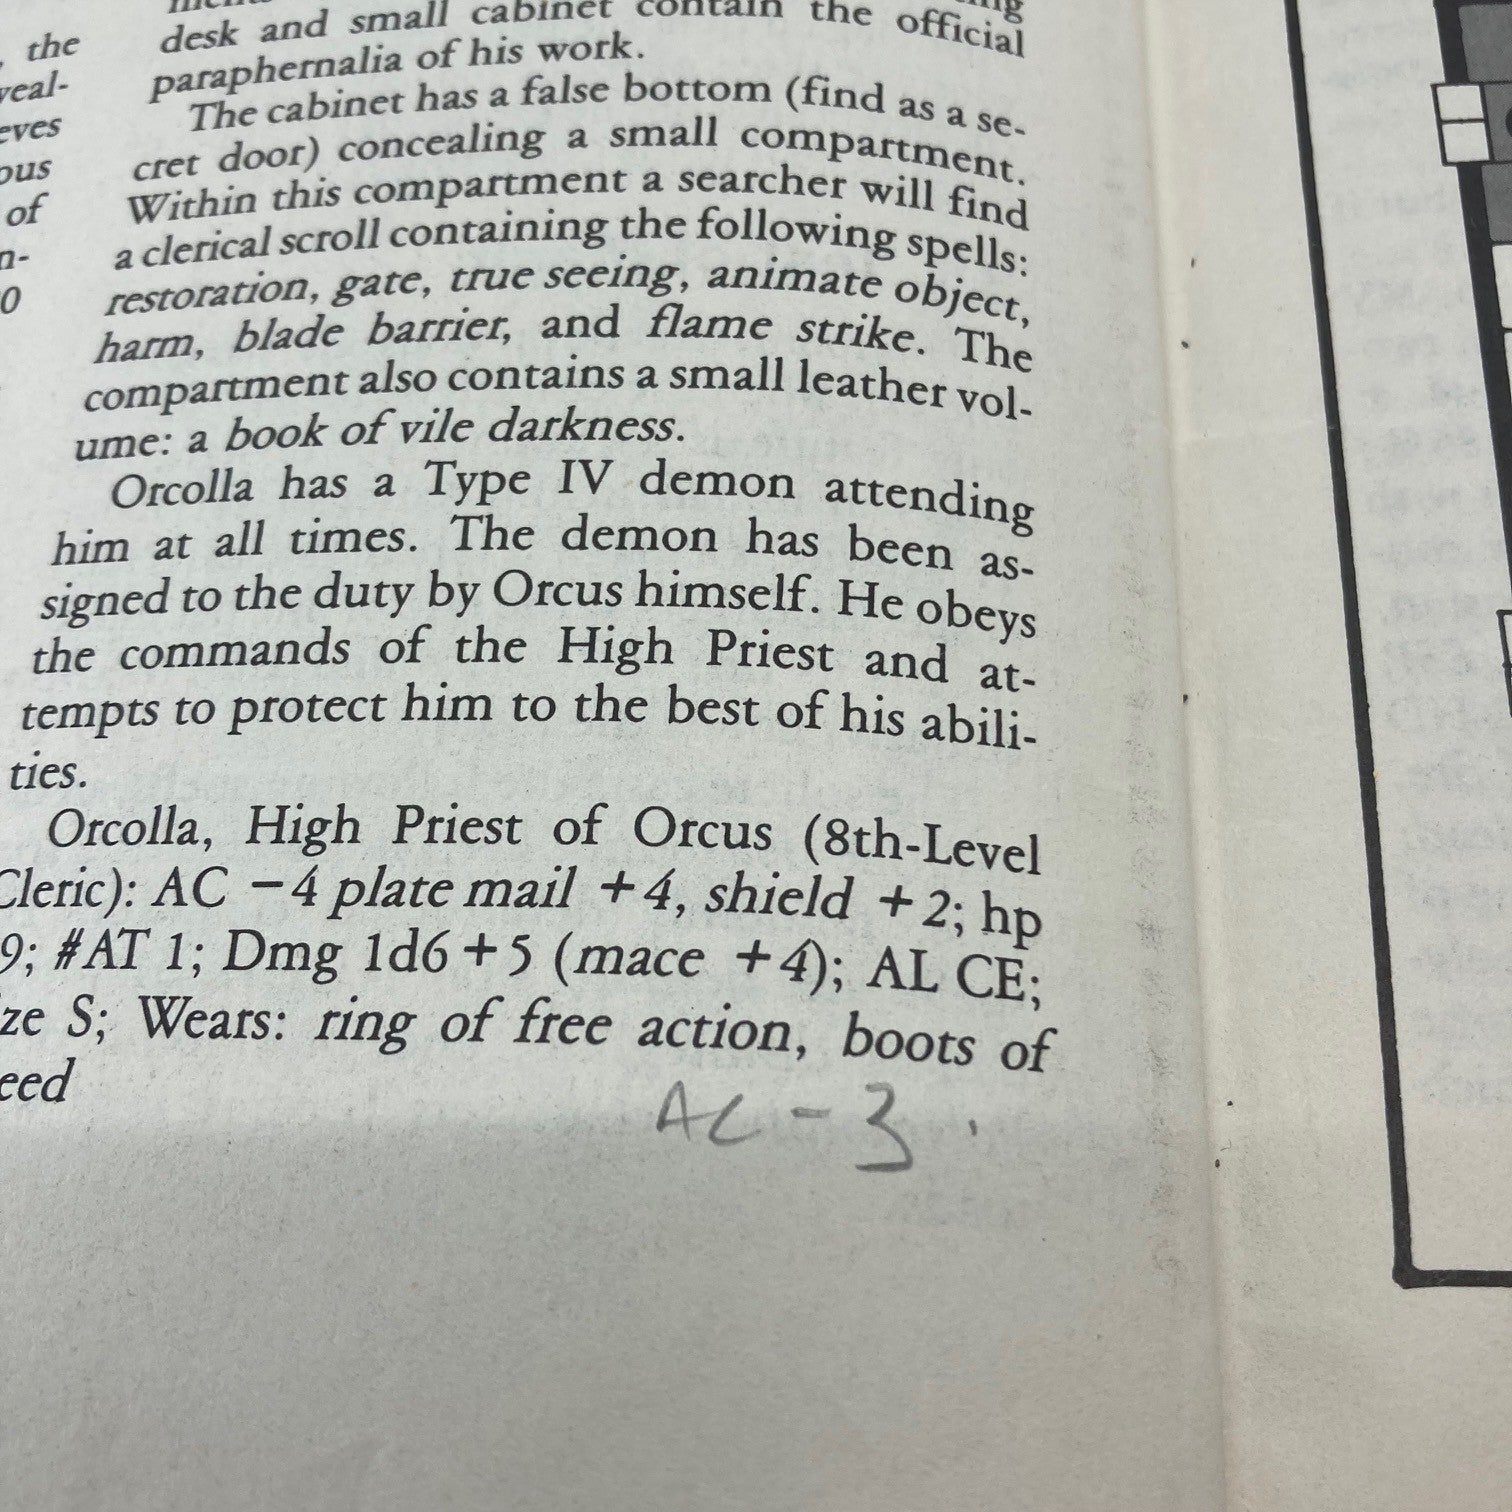 the
eves
ous
of
n-
0
desk and small cabinet contain the official
paraphernalia of his work.
The cabinet has a false bottom (find as a se-
cret door) concealing a small compartment.
Within this compartment a searcher will find
a clerical scroll containing the following spells:
restoration, gate, true seeing, animate object,
harm, blade barrier, and flame strike. The
compartment also contains a small leather vol-
ume: a book of vile darkness.
Orcolla has a Type IV demon attending
him at all times. The demon has been as-
signed to the duty by Orcus himself. He obeys
the commands of the High Priest and at-
tempts to protect him to the best of his abili-
ties.
Orcolla, High Priest of Orcus (8th-Level
Cleric): AC −4 plate mail +4, shield +2; hp
9; #AT 1; Dmg 1d6+5 (mace +4); AL CE;
ze S; Wears: ring of free action, boots of
eed
AC -3